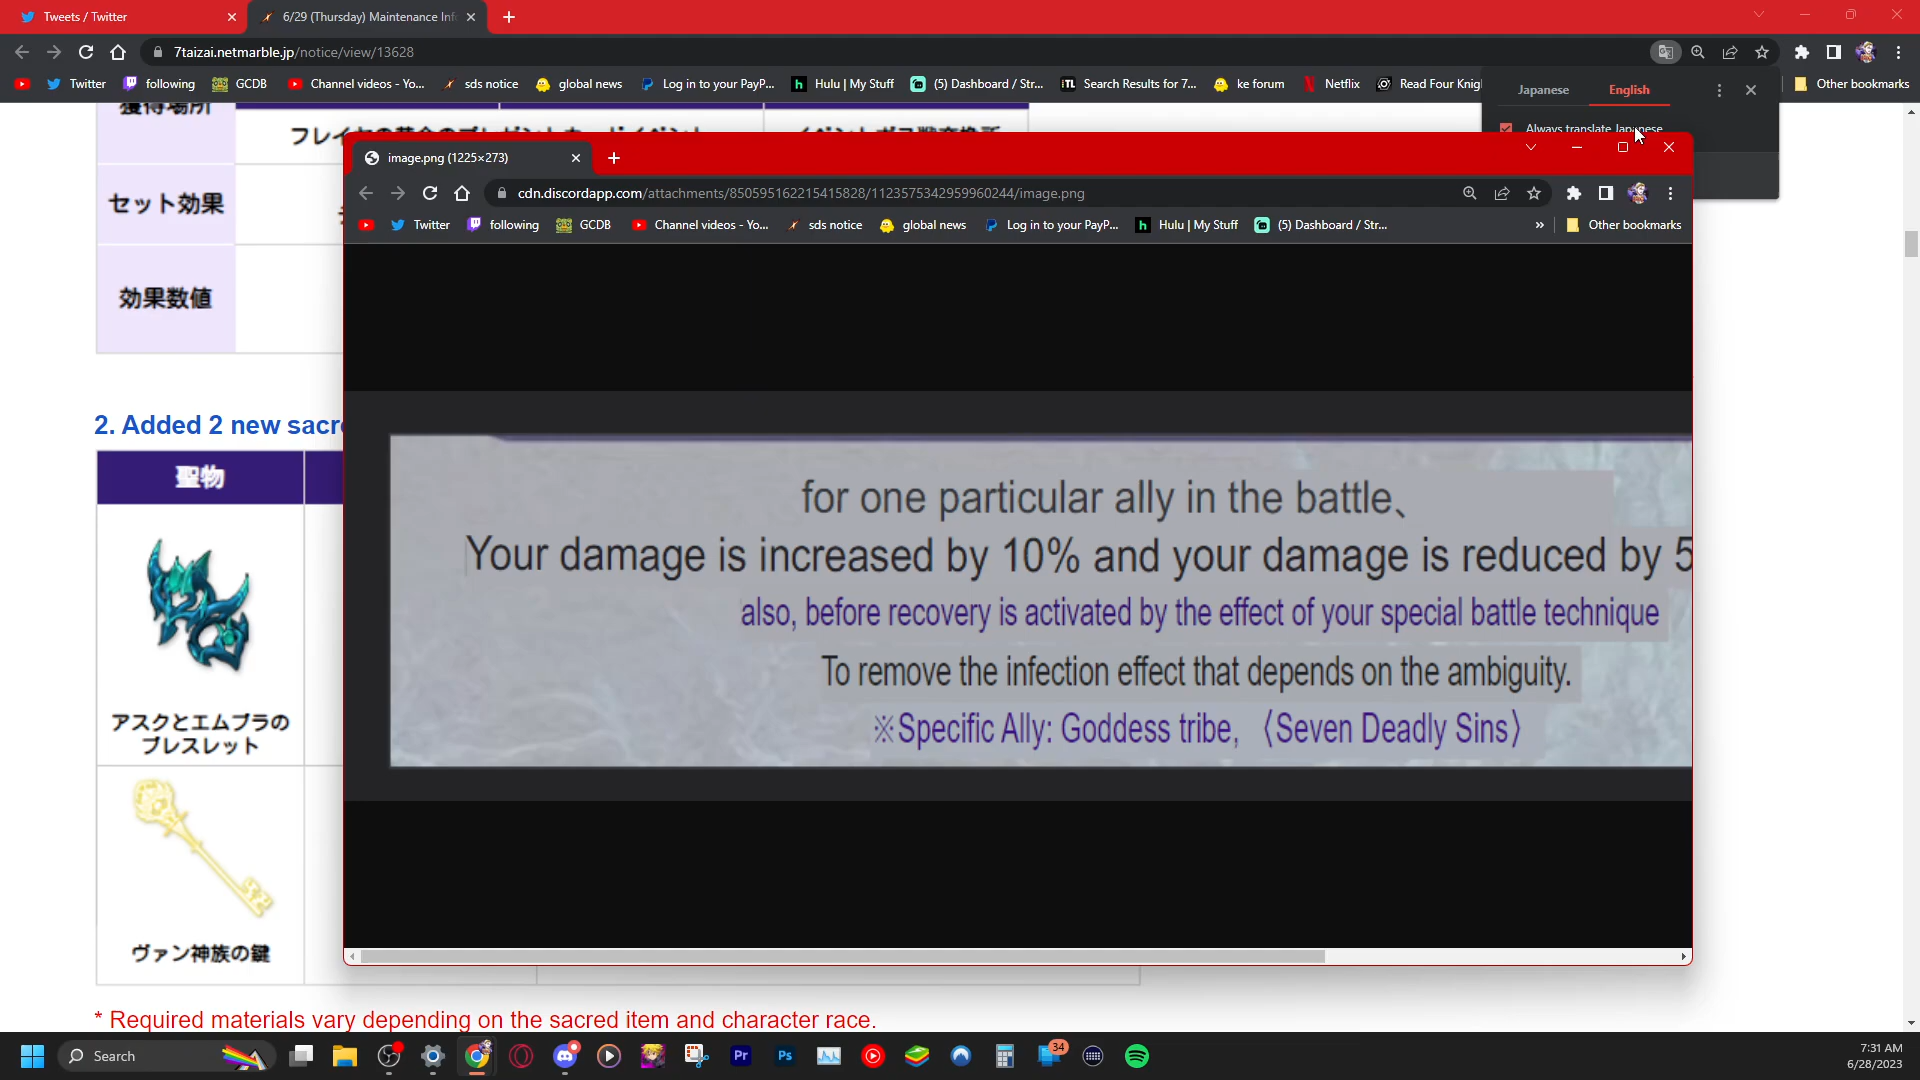 Tweets / Twitter
6/29 (Thursday) Maintenance Inf
7taizai.netmarble.jp/notice/view/13628
Twitter
following
GCDB
Channel videos - Yo...
sds notice
global news
Log in to your PayP...
Hulu | My Stuff
(5) Dashboard / Str...
Search Results for 7...
ke forum
Netflix
Read Four Knig
Other bookmarks
Japanese
English
Always translate Japanese
獲得場所
セット効果
効果数値
2. Added 2 new sacr
聖物
アスクとエムブラの
ブレスレット
ヴァン神族の鍵
* Required materials vary depending on the sacred item and character race.
image.png (1225×273)
cdn.discordapp.com/attachments/850595162215415828/1123575342959960244/image.png
Twitter
following
GCDB
Channel videos - Yo...
sds notice
global news
Log in to your PayP...
Hulu | My Stuff
(5) Dashboard / Str...
»
Other bookmarks
for one particular ally in the battle、
Your damage is increased by 10% and your damage is reduced by 5
also, before recovery is activated by the effect of your special battle technique
To remove the infection effect that depends on the ambiguity.
※Specific Ally: Goddess tribe, 〈Seven Deadly Sins〉
Search
34
7:31 AM
6/28/2023